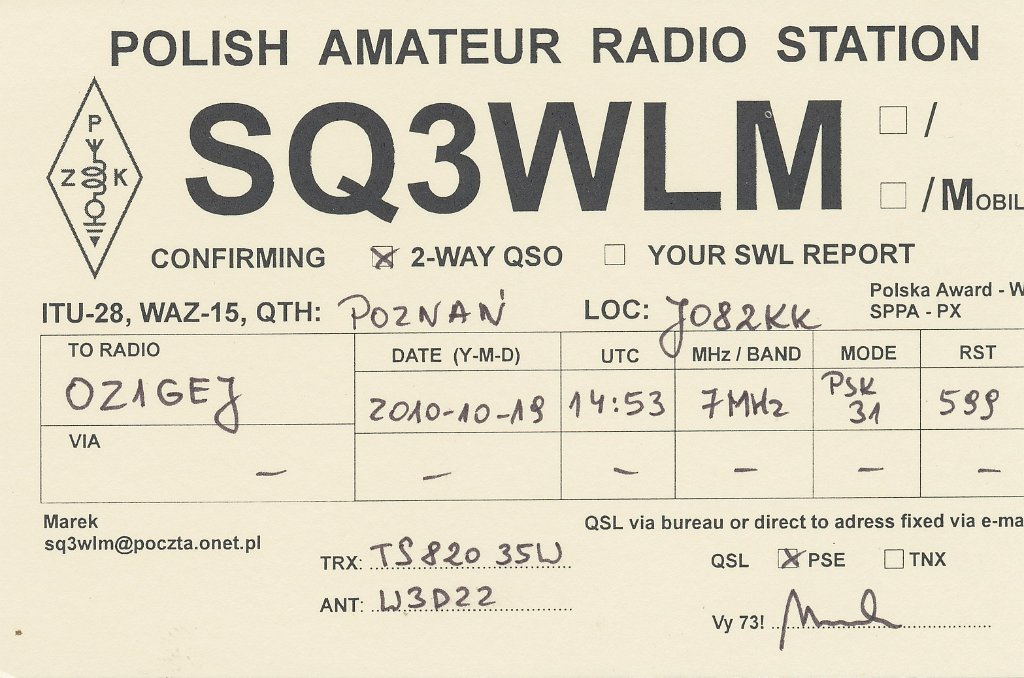 POLISH AMATEUR RADIO STATION
SQ3WLM
/
/ MOBIL
P
Z K
CONFIRMING 2-WAY QSO YOUR SWL REPORT
ITU-28, WAZ-15, QTH: POZNAŃ LOC: JO82KK
Polska Award - W
SPPA - PX
TO RADIO DATE (Y-M-D) UTC MHz / BAND MODE RST
OZ1GEJ 2010-10-19 14:53 7MHz PSK 31 599
VIA
– – – – – –
Marek
sq3wlm@poczta.onet.pl
QSL via bureau or direct to adress fixed via e-ma
TRX: TS820 35W
QSL PSE TNX
ANT: W3D22
Vy 73!